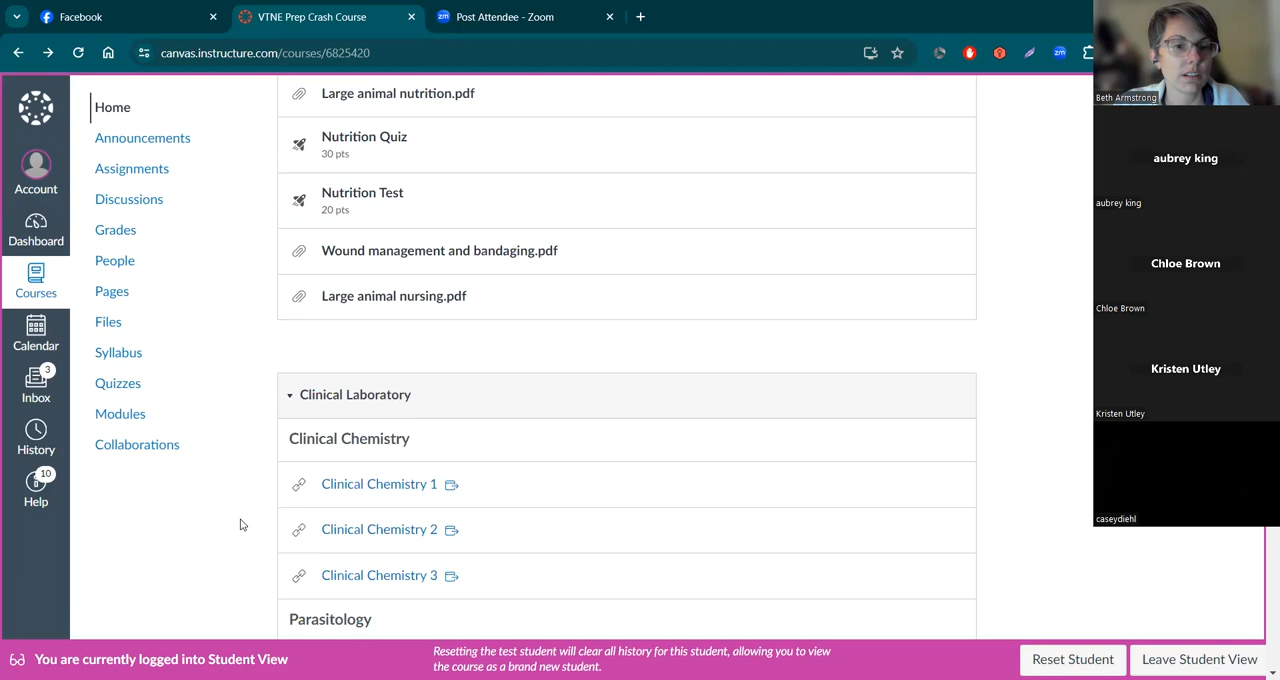 Facebook
VTNE Prep Crash Course
Post Attendee - Zoom
canvas.instructure.com/courses/6825420
zm
Account
Dashboard
Courses
Calendar
3
Inbox
History
10
Help
Home
Announcements
Assignments
Discussions
Grades
People
Pages
Files
Syllabus
Quizzes
Modules
Collaborations
Large animal nutrition.pdf
Nutrition Quiz
30 pts
Nutrition Test
20 pts
Wound management and bandaging.pdf
Large animal nursing.pdf
Clinical Laboratory
Clinical Chemistry
Clinical Chemistry 1
Clinical Chemistry 2
Clinical Chemistry 3
Parasitology
Beth Armstrong
aubrey king
aubrey king
Chloe Brown
Chloe Brown
Kristen Utley
Kristen Utley
caseydiehl
You are currently logged into Student View
Resetting the test student will clear all history for this student, allowing you to view
the course as a brand new student.
Reset Student
Leave Student View